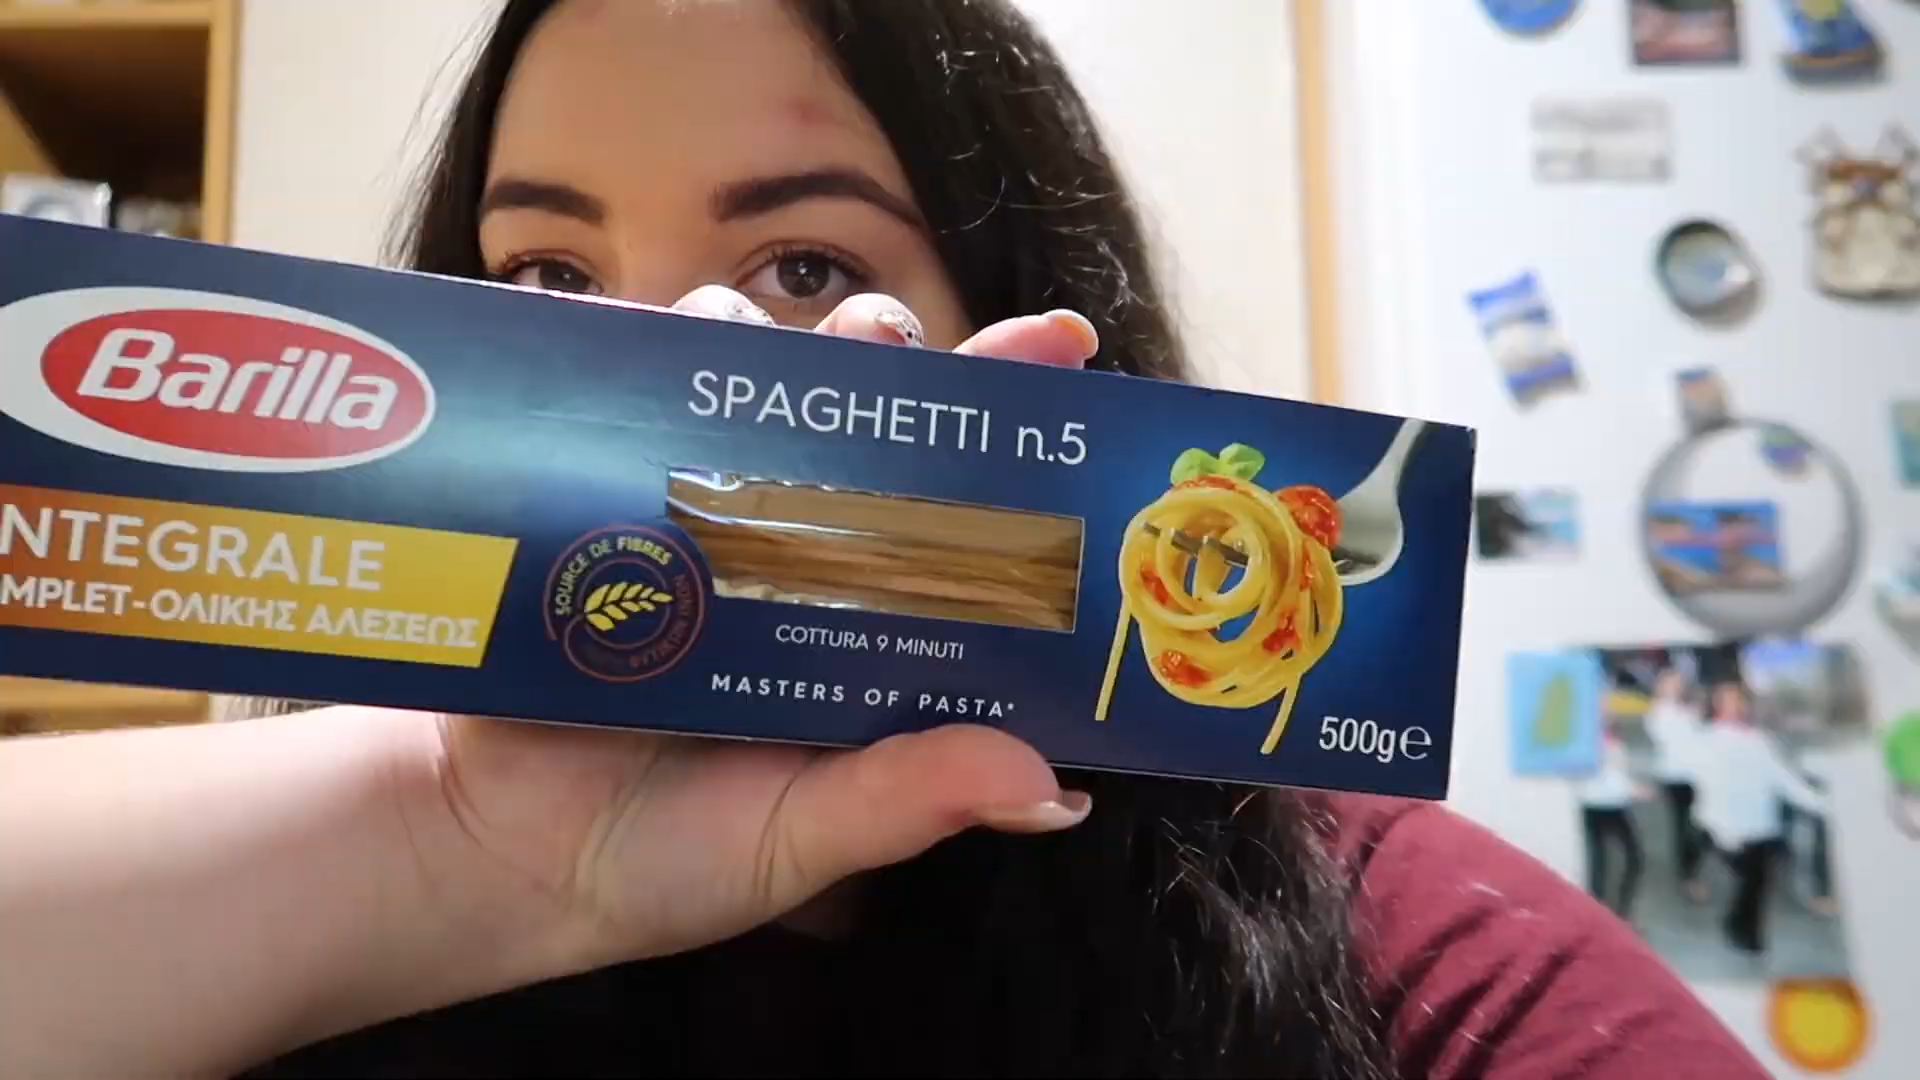 Barilla
SPAGHETTI n.5
NTEGRALE
MPLET-ΟΛΙΚΗΣ ΑΛΕΣΕΩΣ
SOURCE DE FIBRES
COTTURA 9 MINUTI
MASTERS OF PASTA*
500g℮